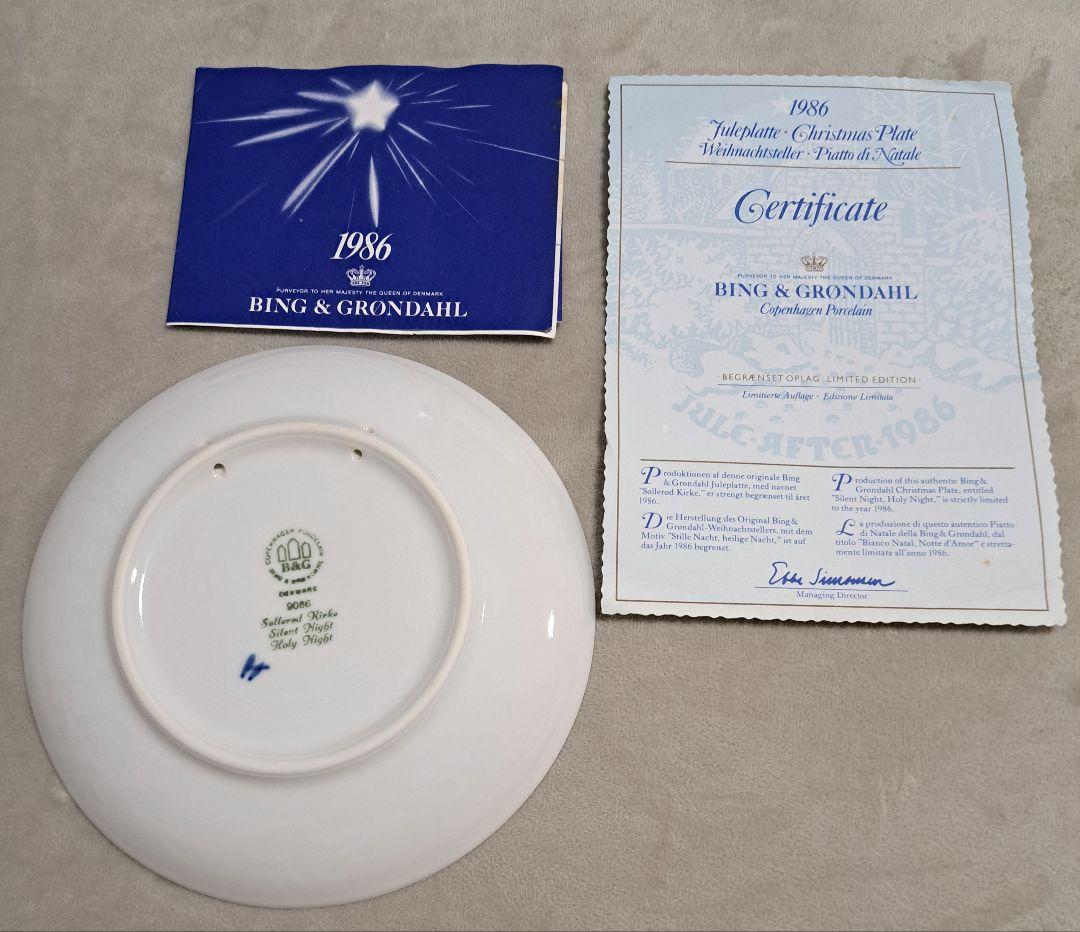 1986
PURVEYOR TO HER MAJESTY THE QUEEN OF DENMARK
BING & GRØNDAHL
1986
Juleplatte · Christmas Plate
Weihnachtsteller · Piatto di Natale
Certificate
PURVEYOR TO HER MAJESTY THE QUEEN OF DENMARK
BING & GRØNDAHL
Copenhagen Porcelain
· BEGRÆNSET OPLAG · LIMITED EDITION ·
Limitierte Auflage · Edizione Limitata
JULE·AFTEN·1986
Produktionen af denne originale Bing
& Grøndahl Juleplatte, med navnet
"Søllerød Kirke," er strengt begrænset til året
1986.
Die Herstellung des Original Bing &
Grøndahl-Weihnachtstellers, mit dem
Motiv "Stille Nacht, heilige Nacht," ist auf
das Jahr 1986 begrenzt.
Production of this authentic Bing &
Grøndahl Christmas Plate, entitled
"Silent Night, Holy Night," is strictly limited
to the year 1986.
La produzione di questo autentico Piatto
di Natale della Bing & Grøndahl, dal
titolo "Bianco Natal, Notte d'Amor" è stretta-
mente limitata all'anno 1986.
Managing Director
COPENHAGEN PORCELAIN
B&G
DENMARK
9086
Søllerød Kirke
Silent Night
Holy Night